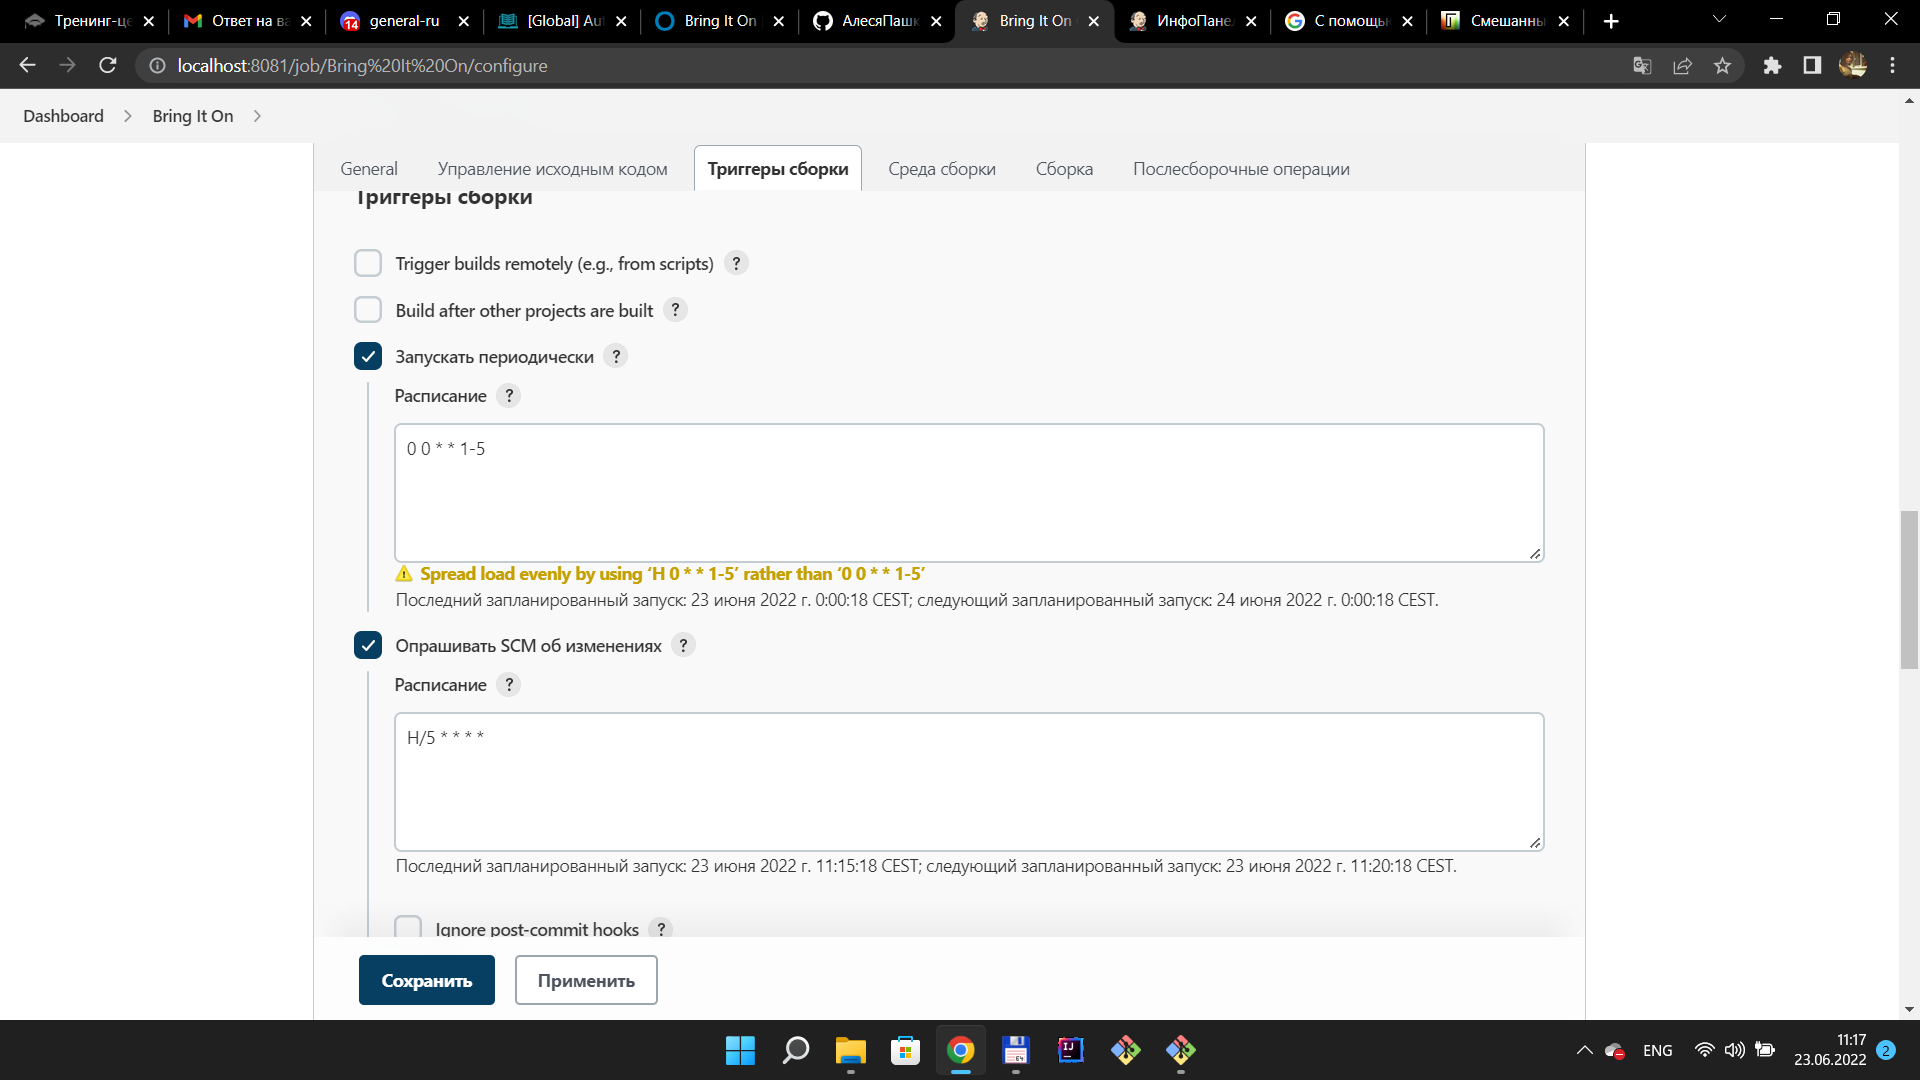 Тренинг-це
Ответ на ва
14
general-ru
[Global] Au
Bring It On
АлесяПашк
Bring It On
ИнфоПанел
С помощью
Смешанны
localhost:8081/job/Bring%20It%20On/configure
Dashboard
Bring It On
General
Управление исходным кодом
Триггеры сборки
Среда сборки
Сборка
Послесборочные операции
Триггеры сборки
Trigger builds remotely (e.g., from scripts) ?
Build after other projects are built ?
Запускать периодически ?
Расписание ?
0 0 * * 1-5
Spread load evenly by using ‘H 0 * * 1-5’ rather than ‘0 0 * * 1-5’
Последний запланированный запуск: 23 июня 2022 г. 0:00:18 CEST; следующий запланированный запуск: 24 июня 2022 г. 0:00:18 CEST.
Опрашивать SCM об изменениях ?
Расписание ?
H/5 * * * *
Последний запланированный запуск: 23 июня 2022 г. 11:15:18 CEST; следующий запланированный запуск: 23 июня 2022 г. 11:20:18 CEST.
Ignore post-commit hooks ?
Сохранить
Применить
64
IJ
ENG
11:17
23.06.2022
2